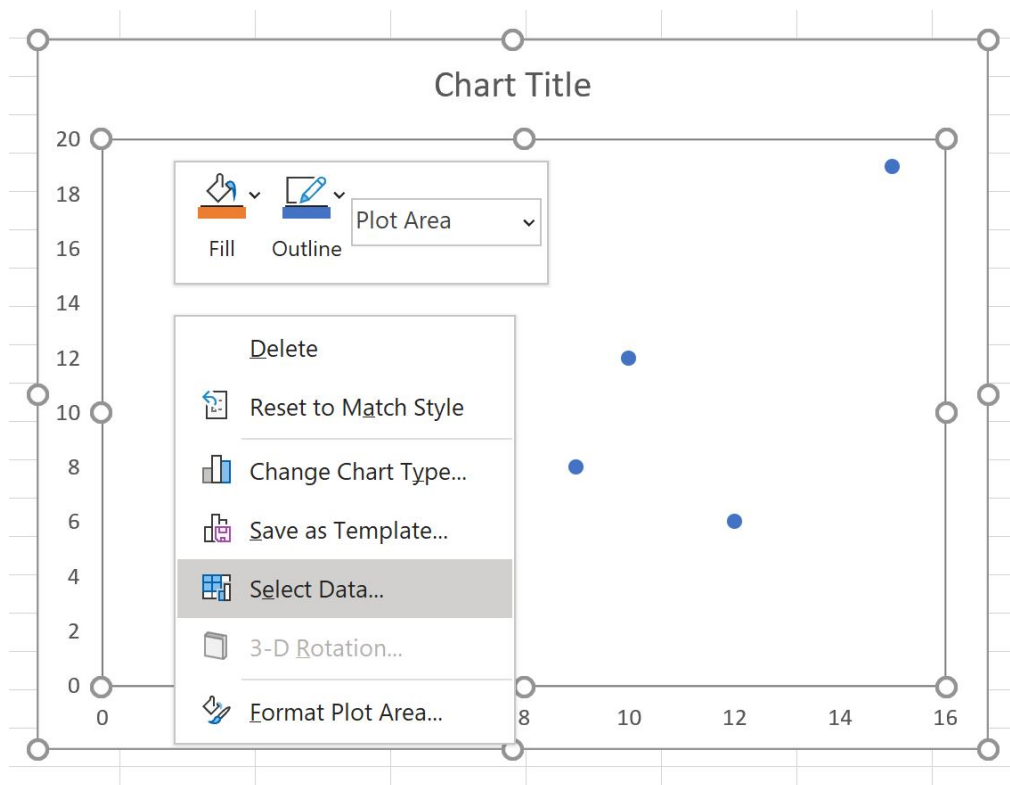 Chart Title
20
18
16
14
12
10
8
6
4
2
0
Fill
Outline
Plot Area
Delete
Reset to Match Style
Change Chart Type...
Save as Template...
Select Data...
3-D Rotation...
Format Plot Area...
0
8
10
12
14
16